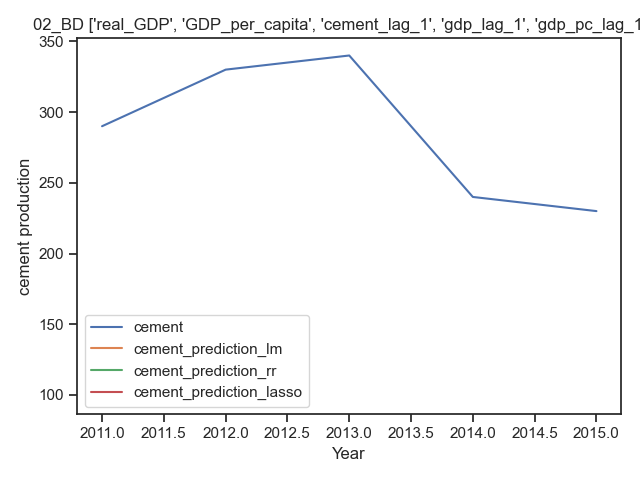 02_BD ['real_GDP', 'GDP_per_capita', 'cement_lag_1', 'gdp_lag_1', 'gdp_pc_lag_1
350
300
250
200
150
100
cement production
cement
cement_prediction_lm
cement_prediction_rr
cement_prediction_lasso
2011.0 2011.5 2012.0 2012.5 2013.0 2013.5 2014.0 2014.5 2015.0
Year